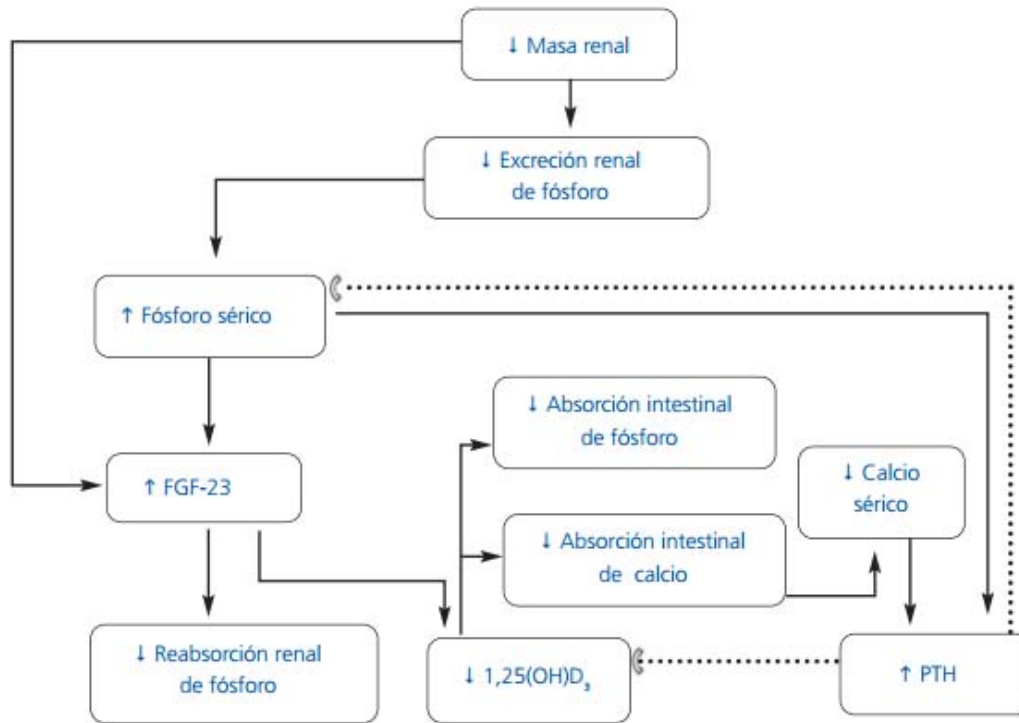 ↓ Masa renal
↓ Excreción renal
de fósforo
↑ Fósforo sérico
↓ Absorción intestinal
de fósforo
↓ Calcio
sérico
↑ FGF-23
↓ Absorción intestinal
de calcio
↓ Reabsorción renal
de fósforo
↓ 1,25(OH)D₃
↑ PTH